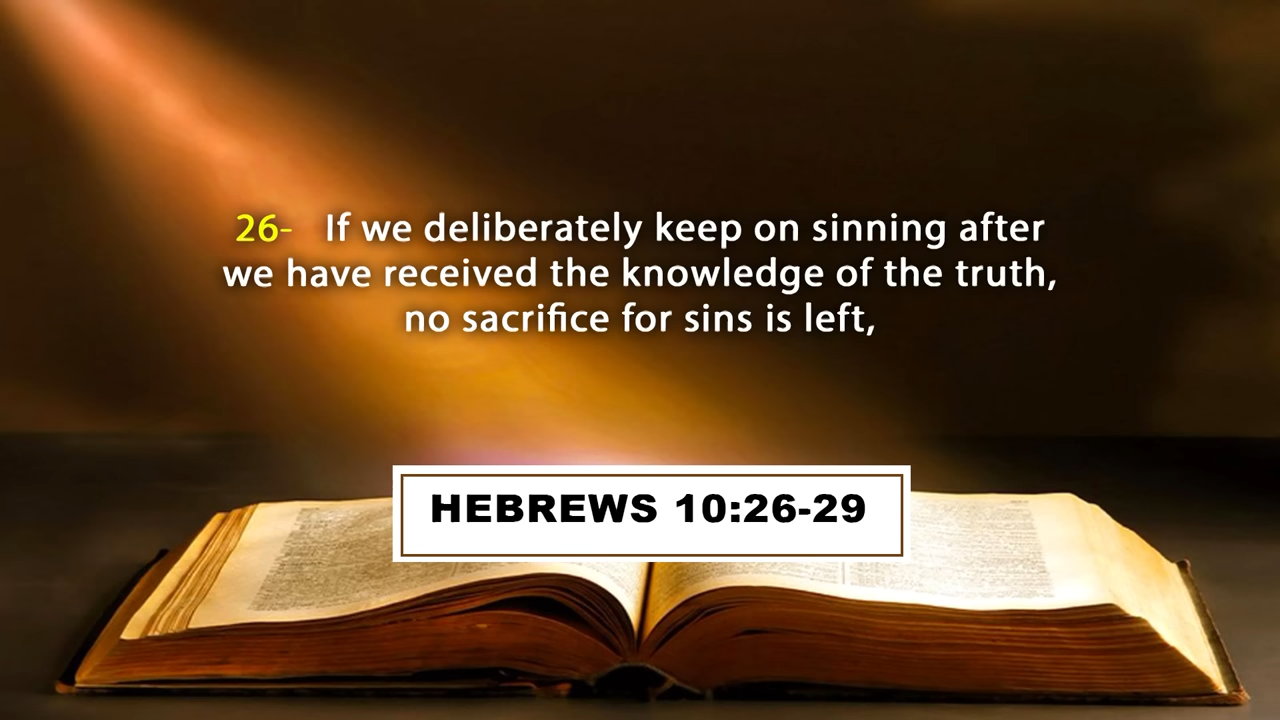 26- If we deliberately keep on sinning after
we have received the knowledge of the truth,
no sacrifice for sins is left,
HEBREWS 10:26-29